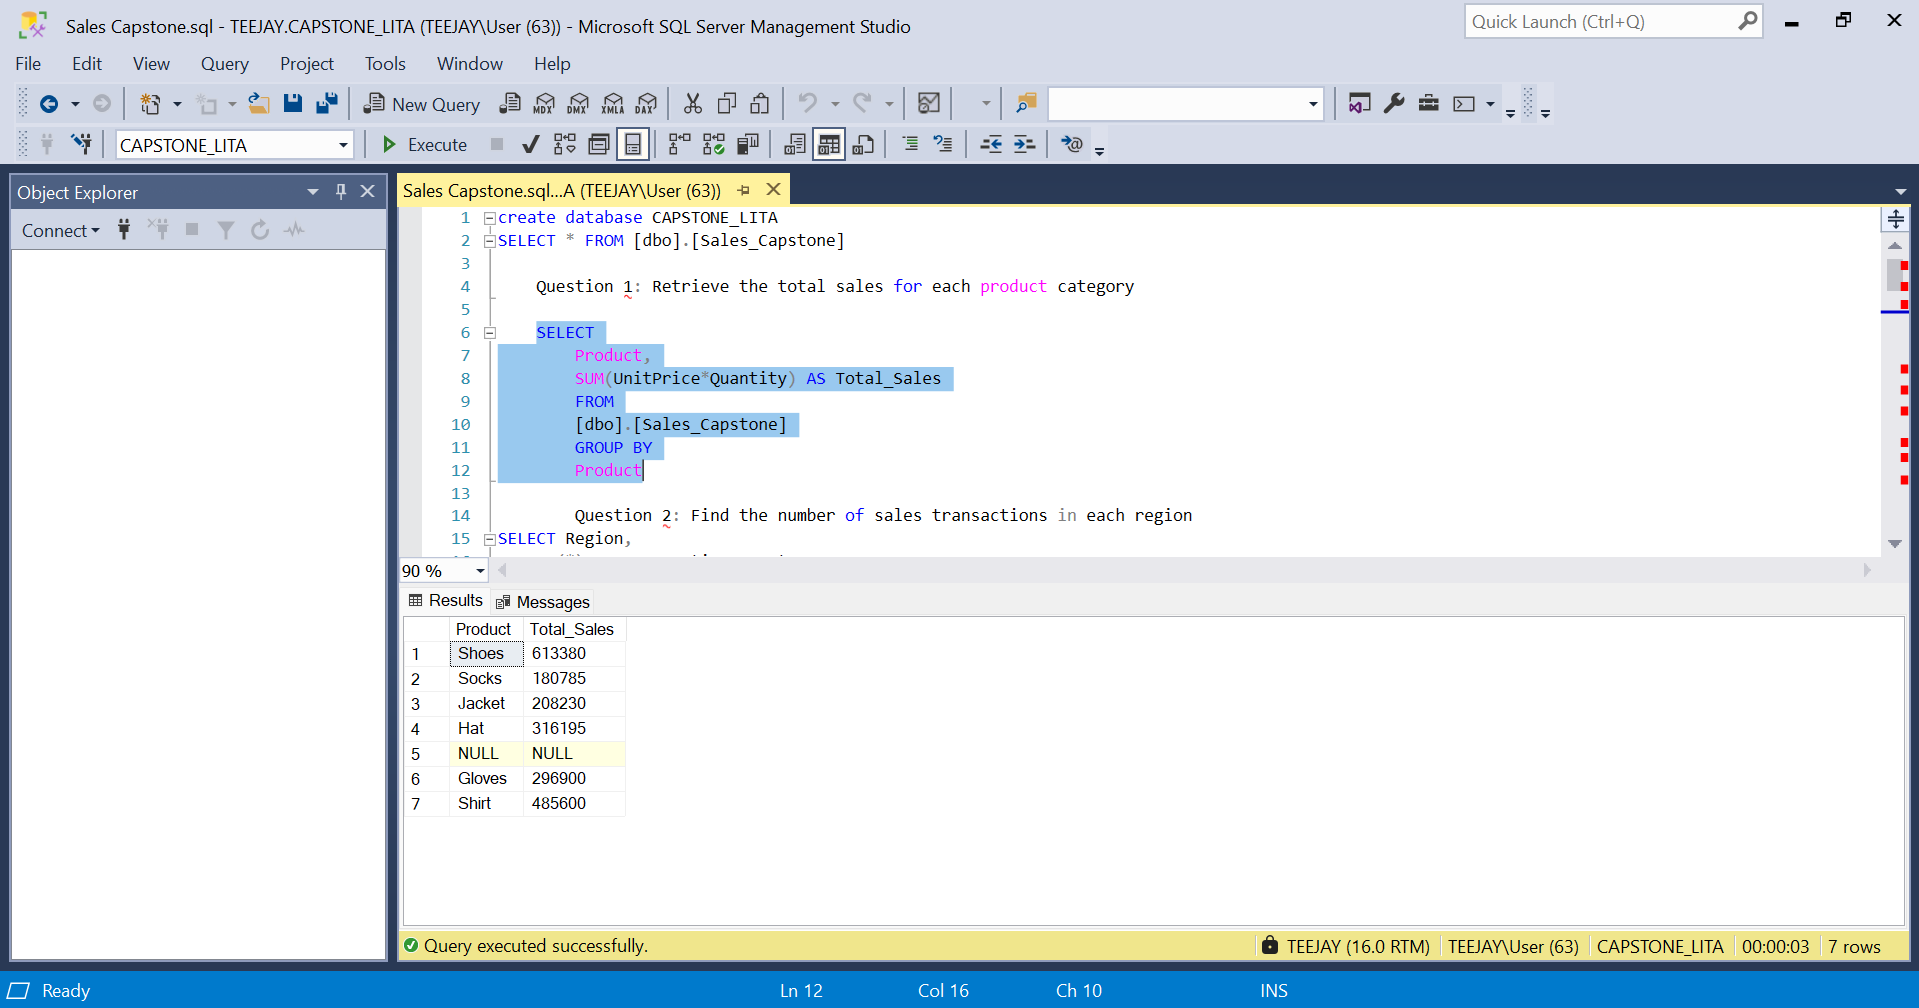 Sales Capstone.sql - TEEJAY.CAPSTONE_LITA (TEEJAY\User (63)) - Microsoft SQL Server Management Studio
Quick Launch (Ctrl+Q)
File Edit View Query Project Tools Window Help
New Query MDX DMX XMLA DAX
CAPSTONE_LITA Execute
Object Explorer
Connect
Sales Capstone.sql...A (TEEJAY\User (63))
1 create database CAPSTONE_LITA
2 SELECT * FROM [dbo].[Sales_Capstone]
3
4 Question 1: Retrieve the total sales for each product category
5
6 SELECT
7 Product,
8 SUM(UnitPrice*Quantity) AS Total_Sales
9 FROM
10 [dbo].[Sales_Capstone]
11 GROUP BY
12 Product
13
14 Question 2: Find the number of sales transactions in each region
15 SELECT Region,
90 %
Results Messages
Product Total_Sales
1 Shoes 613380
2 Socks 180785
3 Jacket 208230
4 Hat 316195
5 NULL NULL
6 Gloves 296900
7 Shirt 485600
Query executed successfully. TEEJAY (16.0 RTM) TEEJAY\User (63) CAPSTONE_LITA 00:00:03 7 rows
Ready Ln 12 Col 16 Ch 10 INS